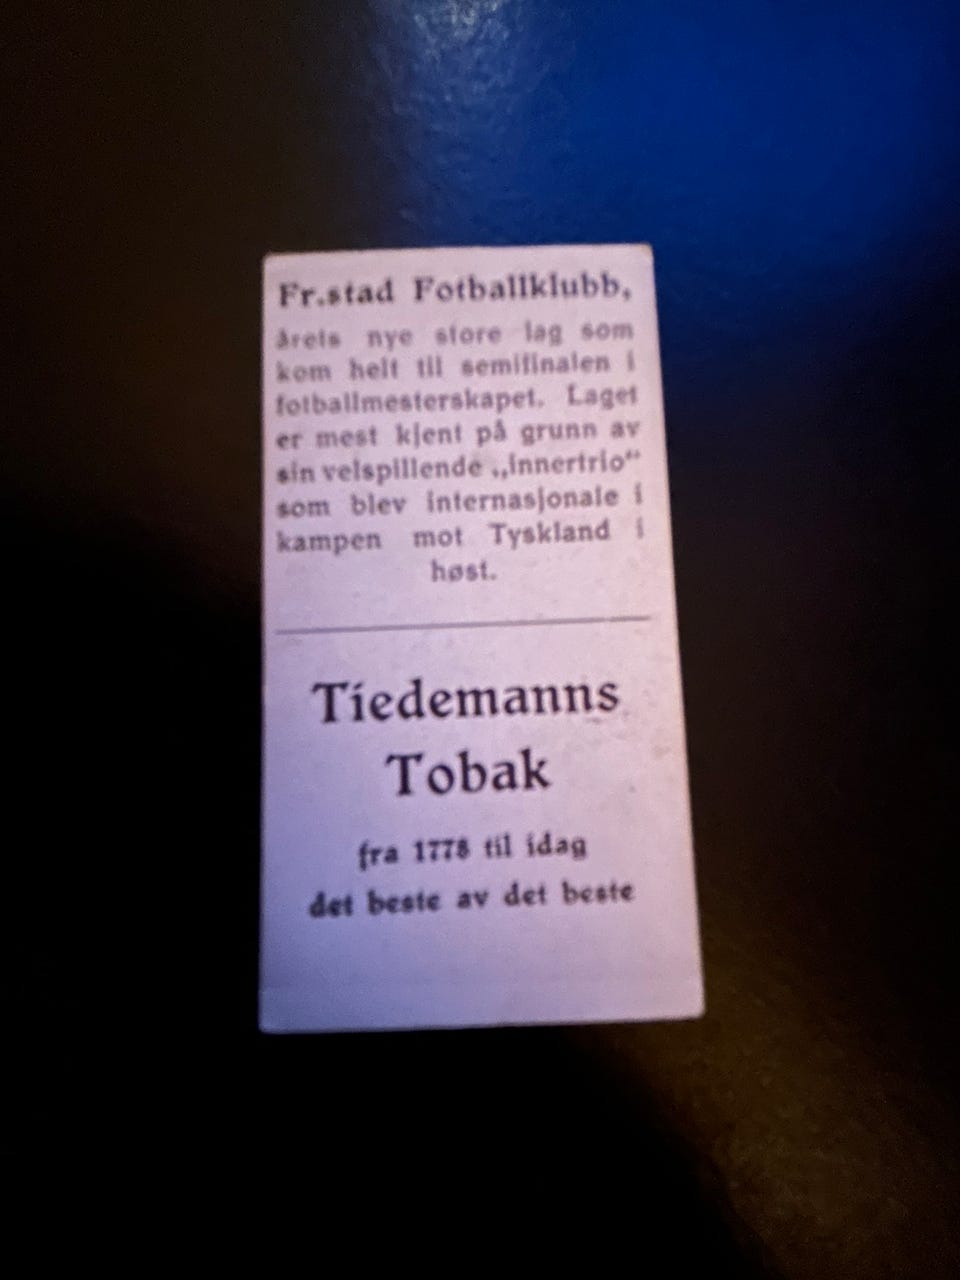 Fr.stad Fotballklubb,
årets nye store lag som
kom helt til semifinalen i
fotballmesterskapet. Laget
er mest kjent på grunn av
sin velspillende „innertrio“
som blev internasjonale i
kampen mot Tyskland i
høst.
Tiedemanns
Tobak
fra 1778 til idag
det beste av det beste